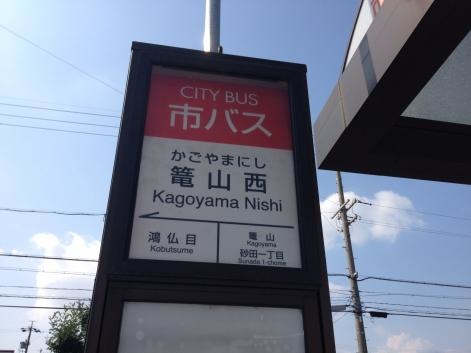 CITY BUS
市バス
かごやまにし
篭山西
Kagoyama Nishi
鴻仏目
Kobutsume
篭山
Kagoyama
砂田一丁目
Sunada 1-chome